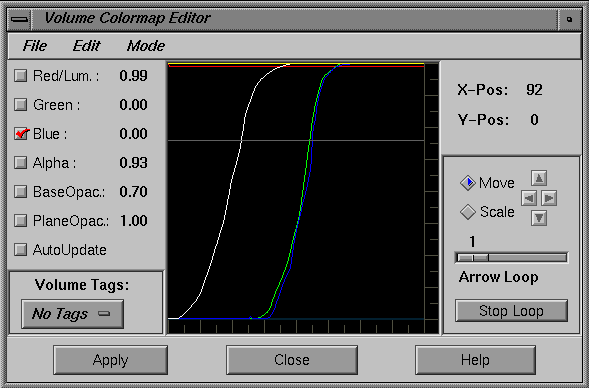 Volume Colormap Editor
File Edit Mode
Red/Lum. : 0.99
Green : 0.00
Blue : 0.00
Alpha : 0.93
BaseOpac.: 0.70
PlaneOpac.: 1.00
AutoUpdate
Volume Tags:
No Tags
X-Pos: 92
Y-Pos: 0
Move
Scale
1
Arrow Loop
Stop Loop
Apply Close Help